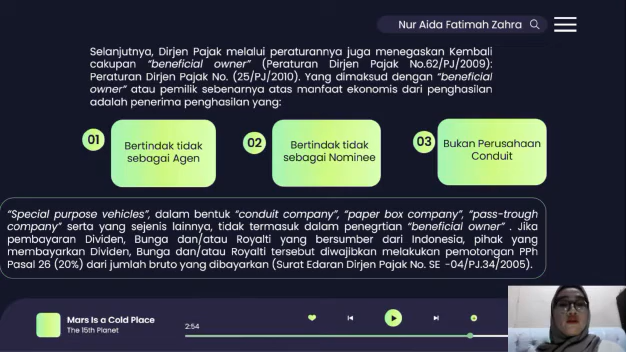 Nur Aida Fatimah Zahra
Selanjutnya, Dirjen Pajak melalui peraturannya juga menegaskan Kembali
cakupan “beneficial owner” (Peraturan Dirjen Pajak No.62/PJ/2009):
Peraturan Dirjen Pajak No. (25/PJ/2010). Yang dimaksud dengan “beneficial
owner” atau pemilik sebenarnya atas manfaat ekonomis dari penghasilan
adalah penerima penghasilan yang:
01
Bertindak tidak
sebagai Agen
02
Bertindak tidak
sebagai Nominee
03
Bukan Perusahaan
Conduit
“Special purpose vehicles”, dalam bentuk “conduit company”, “paper box company”, “pass-trough
company” serta yang sejenis lainnya, tidak termasuk dalam penegrtian “beneficial owner” . Jika
pembayaran Dividen, Bunga dan/atau Royalti yang bersumber dari Indonesia, pihak yang
membayarkan Dividen, Bunga dan/atau Royalti tersebut diwajibkan melakukan pemotongan PPh
Pasal 26 (20%) dari jumlah bruto yang dibayarkan (Surat Edaran Dirjen Pajak No. SE -04/PJ.34/2005).
Mars Is a Cold Place
The 15th Planet
2:54